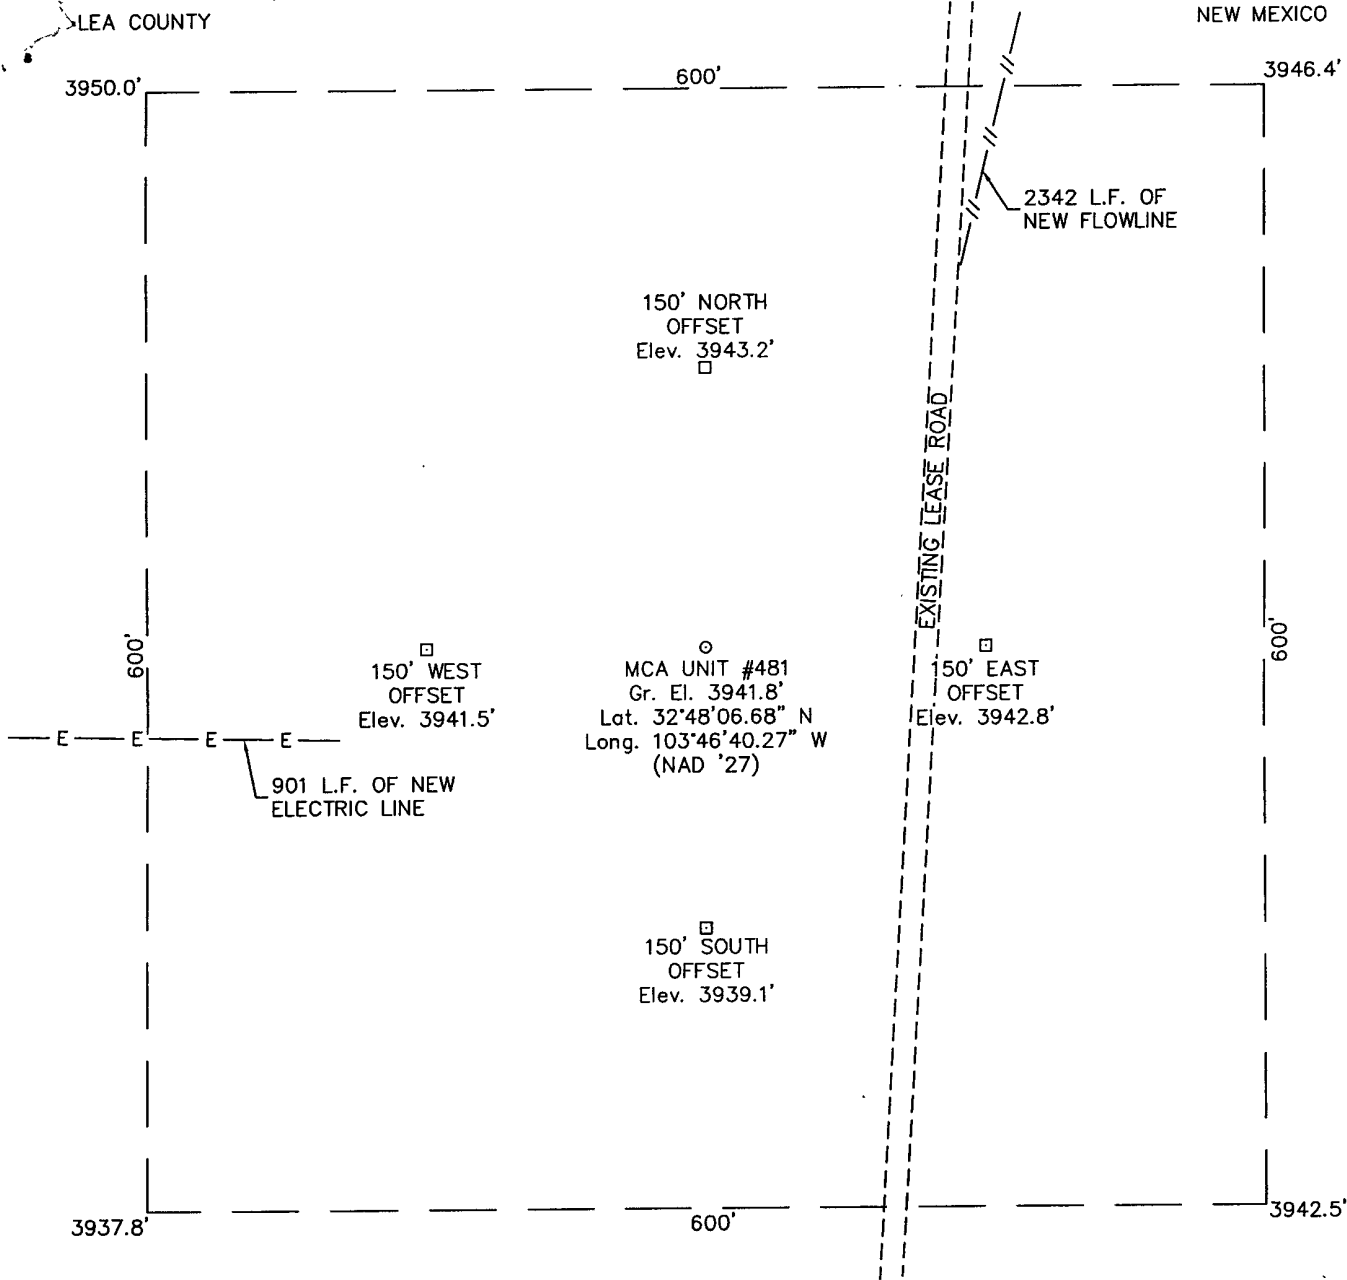 LEA COUNTY
NEW MEXICO
3950.0'
600'
3946.4'
2342 L.F. OF
NEW FLOWLINE
150' NORTH
OFFSET
Elev. 3943.2'
EXISTING LEASE ROAD
600'
600'
150' WEST
OFFSET
Elev. 3941.5'
MCA UNIT #481
Gr. El. 3941.8'
Lat. 32°48'06.68" N
Long. 103°46'40.27" W
(NAD '27)
150' EAST
OFFSET
Elev. 3942.8'
E E E E
901 L.F. OF NEW
ELECTRIC LINE
150' SOUTH
OFFSET
Elev. 3939.1'
3937.8'
600'
3942.5'